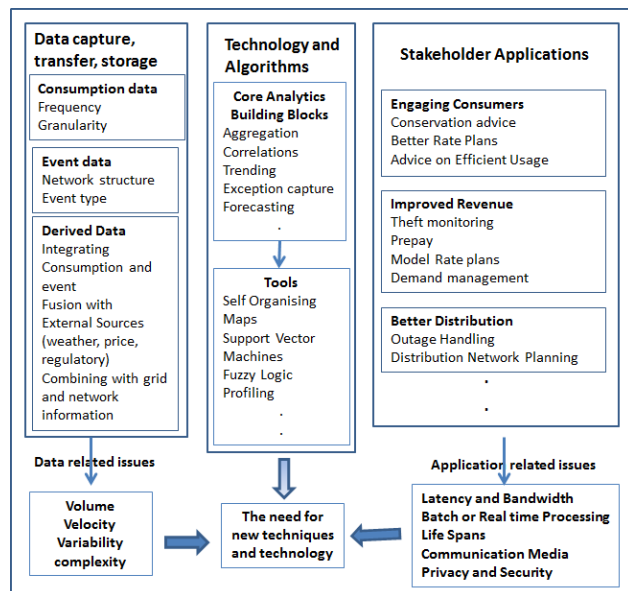 Data capture,
transfer, storage
Consumption data
Frequency
Granularity
Event data
Network structure
Event type
Derived Data
Integrating
Consumption and
event
Fusion with
External Sources
(weather, price,
regulatory)
Combining with grid
and network
information
Data related issues
Volume
Velocity
Variability
complexity
Technology and
Algorithms
Core Analytics
Building Blocks
Aggregation
Correlations
Trending
Exception capture
Forecasting
.
Tools
Self Organising
Maps
Support Vector
Machines
Fuzzy Logic
Profiling
.
.
The need for
new techniques
and technology
Stakeholder Applications
Engaging Consumers
Conservation advice
Better Rate Plans
Advice on Efficient Usage
Improved Revenue
Theft monitoring
Prepay
Model Rate plans
Demand management
Better Distribution
Outage Handling
Distribution Network Planning
.
.
Application related issues
Latency and Bandwidth
Batch or Real time Processing
Life Spans
Communication Media
Privacy and Security